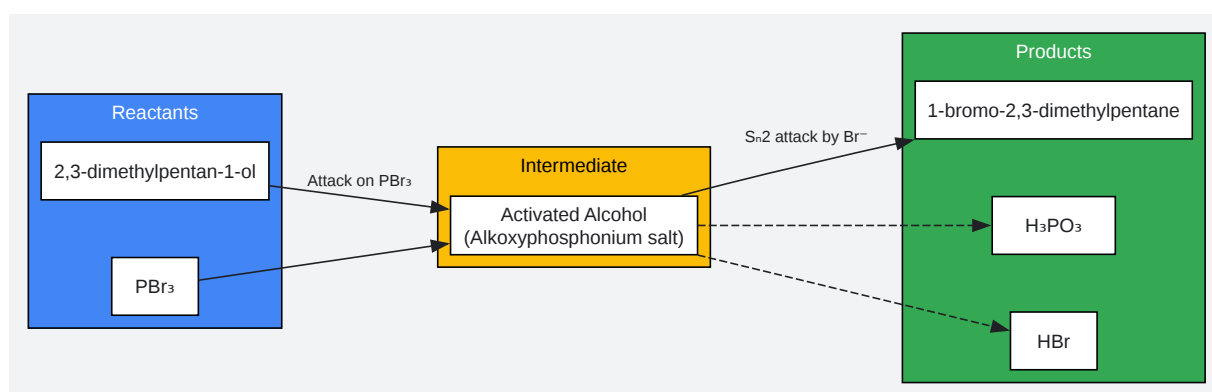 Reactants
2,3-dimethylpentan-1-ol
PBr₃
Attack on PBr₃
Intermediate
Activated Alcohol
(Alkoxyphosphonium salt)
Sₙ2 attack by Br⁻
Products
1-bromo-2,3-dimethylpentane
H₃PO₃
HBr